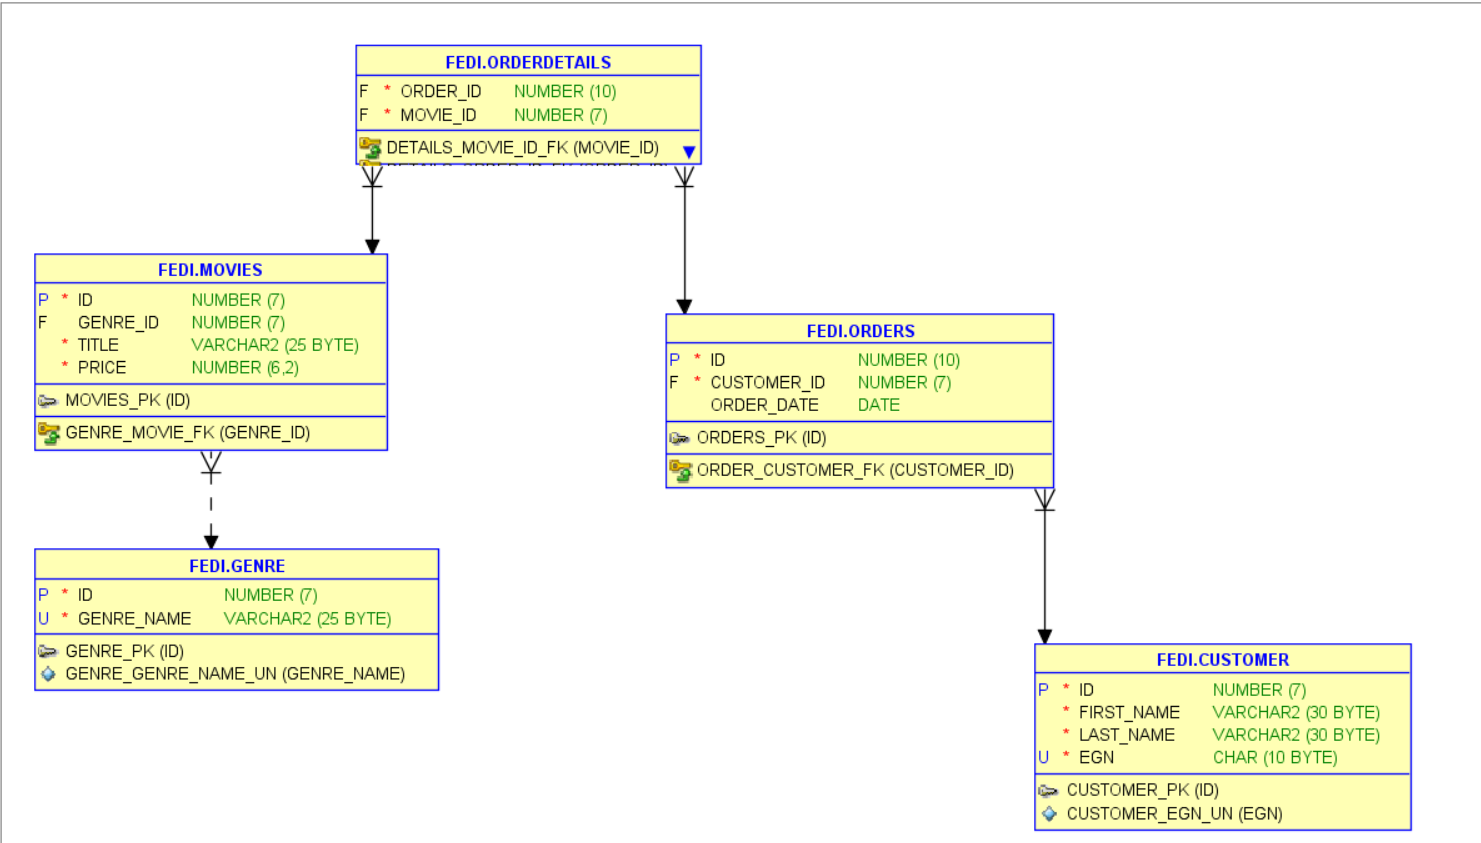 FEDI.ORDERDETAILS
F * ORDER_ID NUMBER (10)
F * MOVIE_ID NUMBER (7)
DETAILS_MOVIE_ID_FK (MOVIE_ID)
FEDI.MOVIES
P * ID NUMBER (7)
F GENRE_ID NUMBER (7)
* TITLE VARCHAR2 (25 BYTE)
* PRICE NUMBER (6,2)
MOVIES_PK (ID)
GENRE_MOVIE_FK (GENRE_ID)
FEDI.ORDERS
P * ID NUMBER (10)
F * CUSTOMER_ID NUMBER (7)
ORDER_DATE DATE
ORDERS_PK (ID)
ORDER_CUSTOMER_FK (CUSTOMER_ID)
FEDI.GENRE
P * ID NUMBER (7)
U * GENRE_NAME VARCHAR2 (25 BYTE)
GENRE_PK (ID)
GENRE_GENRE_NAME_UN (GENRE_NAME)
FEDI.CUSTOMER
P * ID NUMBER (7)
* FIRST_NAME VARCHAR2 (30 BYTE)
* LAST_NAME VARCHAR2 (30 BYTE)
U * EGN CHAR (10 BYTE)
CUSTOMER_PK (ID)
CUSTOMER_EGN_UN (EGN)